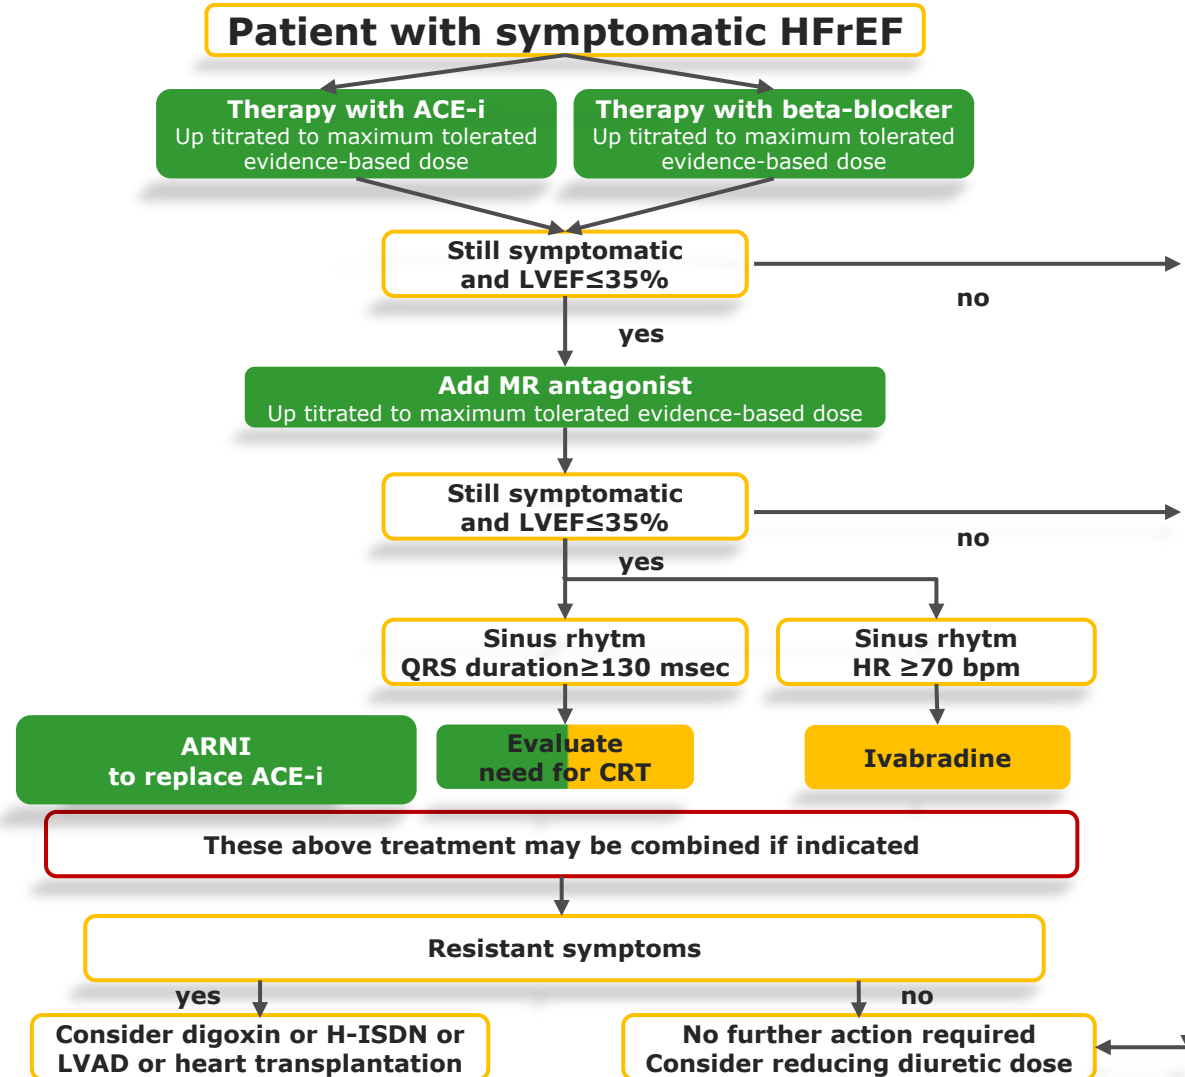 Patient with symptomatic HFrEF
Therapy with ACE-i
Up titrated to maximum tolerated
evidence-based dose
Therapy with beta-blocker
Up titrated to maximum tolerated
evidence-based dose
Still symptomatic
and LVEF≤35%
no
yes
Add MR antagonist
Up titrated to maximum tolerated evidence-based dose
Still symptomatic
and LVEF≤35%
no
yes
Sinus rhytm
QRS duration≥130 msec
Sinus rhytm
HR ≥70 bpm
ARNI
to replace ACE-i
Evaluate
need for CRT
Ivabradine
These above treatment may be combined if indicated
Resistant symptoms
yes
no
Consider digoxin or H-ISDN or
LVAD or heart transplantation
No further action required
Consider reducing diuretic dose